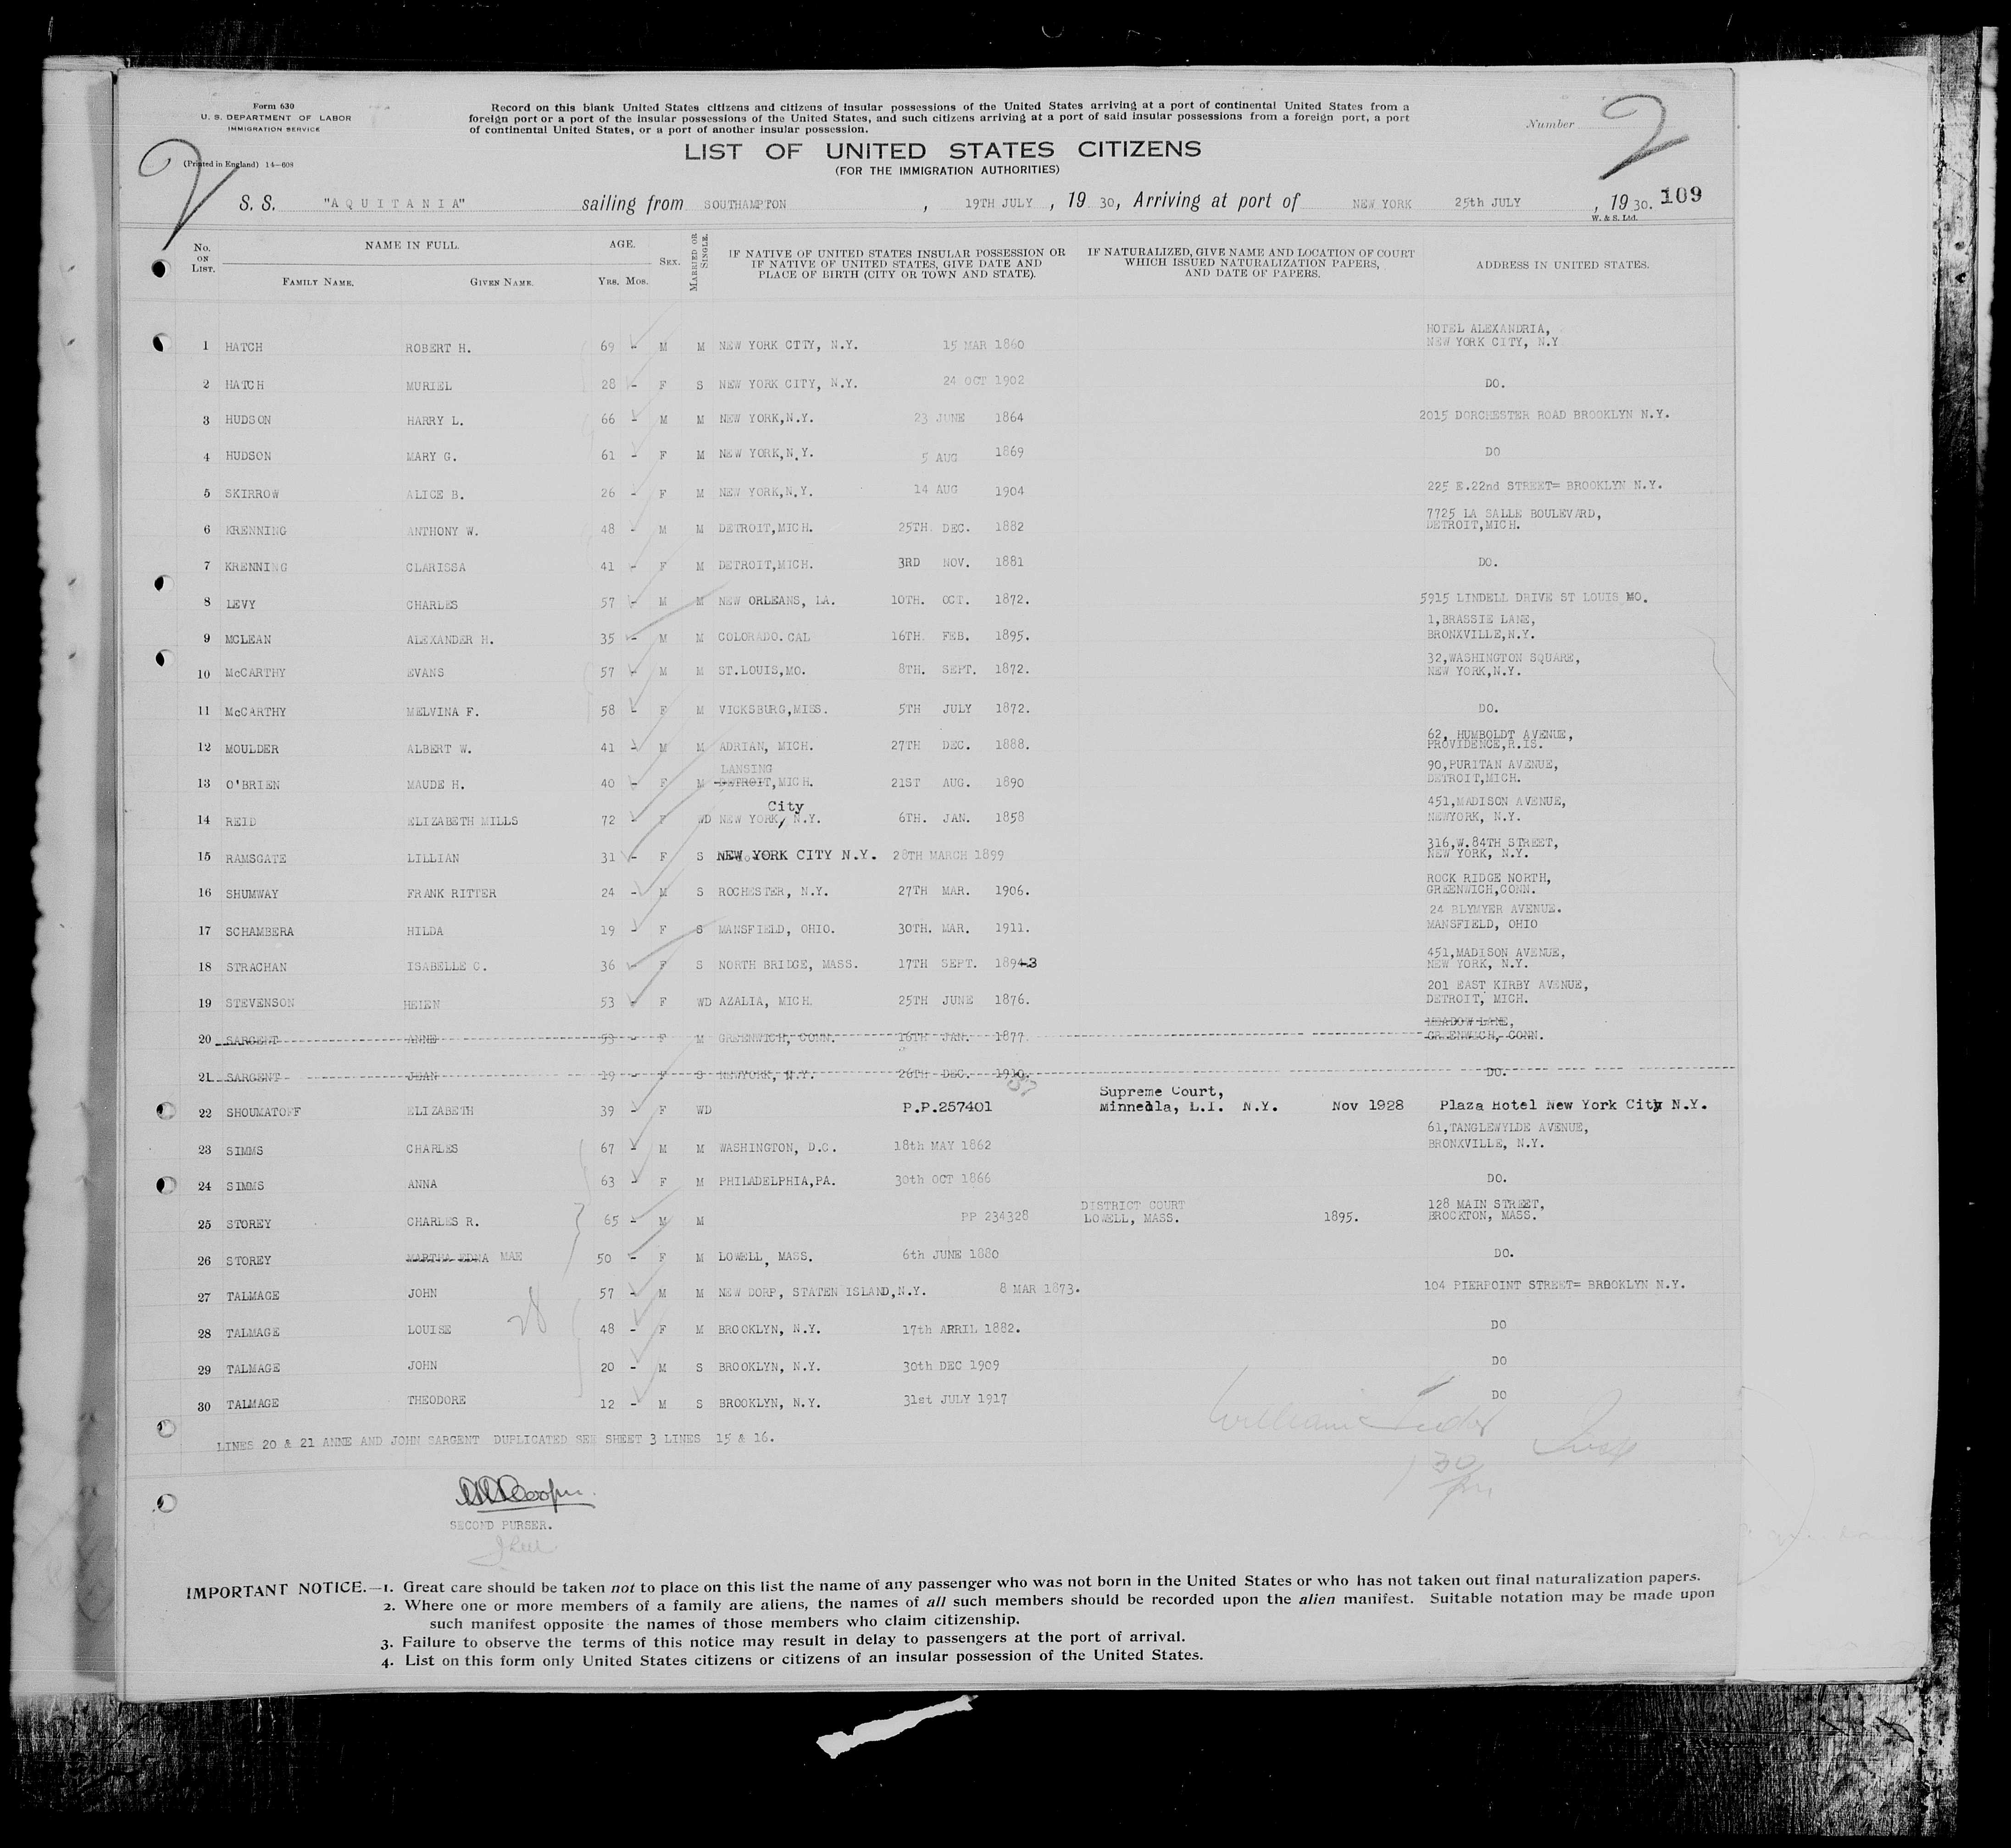 Form 630
U. S. DEPARTMENT OF LABOR
IMMIGRATION SERVICE
(Printed in England) 14—608
Record on this blank United States citizens and citizens of insular possessions of the United States arriving at a port of continental United States from a
foreign port or a port of the insular possessions of the United States, and such citizens arriving at a port of said insular possessions from a foreign port, a port
of continental United States, or a port of another insular possession.
Number 2
2
LIST OF UNITED STATES CITIZENS
(FOR THE IMMIGRATION AUTHORITIES)
S. S. "AQUITANIA" sailing from SOUTHAMPTON, 19TH JULY, 19 30, Arriving at port of NEW YORK 25th JULY, 19 30. 109
W. & S. Ltd.
No. ON LIST. NAME IN FULL. AGE. SEX. MARRIED OR SINGLE. IF NATIVE OF UNITED STATES INSULAR POSSESSION OR IF NATIVE OF UNITED STATES, GIVE DATE AND PLACE OF BIRTH (CITY OR TOWN AND STATE). IF NATURALIZED, GIVE NAME AND LOCATION OF COURT WHICH ISSUED NATURALIZATION PAPERS, AND DATE OF PAPERS. ADDRESS IN UNITED STATES.
FAMILY NAME. GIVEN NAME. YRS. MOS.
1 HATCH ROBERT H. 69 - M M NEW YORK CTTY, N.Y. 15 MAR 1860 HOTEL ALEXANDRIA, NEW YORK CITY, N.Y
2 HATCH MURIEL 28 - F S NEW YORK CITY, N.Y. 24 OCT 1902 DO.
3 HUDSON HARRY L. 66 - M M NEW YORK,N.Y. 23 JUNE 1864 2015 DORCHESTER ROAD BROOKLYN N.Y.
4 HUDSON MARY G. 61 - F M NEW YORK,N.Y. 5 AUG 1869 DO
5 SKIRROW ALICE B. 26 - F M NEW YORK,N.Y. 14 AUG 1904 225 E.22nd STREET= BROOKLYN N.Y.
6 KRENNING ANTHONY W. 48 - M M DETROIT,MICH. 25TH. DEC. 1882 7725 LA SALLE BOULEVARD, DETROIT,MICH.
7 KRENNING CLARISSA 41 - F M DETROIT,MICH. 3RD NOV. 1881 DO.
8 LEVY CHARLES 57 - M M NEW ORLEANS, LA. 10TH. OCT. 1872. 5915 LINDELL DRIVE ST LOUIS MO.
9 MCLEAN ALEXANDER H. 35 - M M COLORADO.CAL 16TH. FEB. 1895. 1,BRASSIE LANE, BRONXVILLE,N.Y.
10 McCARTHY EVANS 57 - M M ST.LOUIS,MO. 8TH. SEPT. 1872. 32,WASHINGTON SQUARE, NEW YORK,N.Y.
11 McCARTHY MELVINA F. 58 - F M VICKSBURG,MISS. 5TH JULY 1872. DO.
12 MOULDER ALBERT W. 41 - M M ADRIAN, MICH. 27TH DEC. 1888. 62, HUMBOLDT AVENUE, PROVIDENCE,R.IS.
13 O'BRIEN MAUDE H. 40 - F M LANSING DETROIT,MICH. 21ST AUG. 1890 90,PURITAN AVENUE, DETROIT,MICH.
14 REID ELIZABETH MILLS 72 - F WD NEW YORK, City N.Y. 6TH. JAN. 1858 451,MADISON AVENUE, NEWYORK, N.Y.
15 RAMSGATE LILLIAN 31 - F S NEW YORK CITY N.Y. 28TH MARCH 1899 316,W.84TH STREET, NEW YORK, N.Y.
16 SHUMWAY FRANK RITTER 24 - M S ROCHESTER, N.Y. 27TH MAR. 1906. ROCK RIDGE NORTH, GREENWICH,CONN.
17 SCHAMBERA HILDA 19 - F S MANSFIELD, OHIO. 30TH. MAR. 1911. 24 BLYMYER AVENUE. MANSFIELD, OHIO
18 STRACHAN ISABELLE C. 36 - F S NORTH BRIDGE, MASS. 17TH SEPT. 1894-3 451,MADISON AVENUE, NEW YORK, N.Y.
19 STEVENSON HELEN 53 - F WD AZALIA, MICH. 25TH JUNE 1876. 201 EAST KIRBY AVENUE, DETROIT, MICH.
20 SARGENT ANNE 53 - F M GREENWICH, CONN. 16TH JAN. 1877. MEADOW LANE, GREENWICH, CONN.
21 SARGENT JEAN 19 - F S NEWYORK, N.Y. 26TH DEC. 1910. DO.
22 SHOUMATOFF ELIZABETH 39 - F WD P.P.257401 Supreme Court, Minneola, L.I. N.Y. Nov 1928 Plaza Hotel New York City N.Y.
23 SIMMS CHARLES 67 - M M WASHINGTON, D.C. 18th MAY 1862 61,TANGLEWYLDE AVENUE, BRONXVILLE, N.Y.
24 SIMMS ANNA 63 - F M PHILADELPHIA,PA. 30th OCT 1866 DO.
25 STOREY CHARLES R. 65 - M M PP 234328 DISTRICT COURT LOWELL, MASS. 1895. 128 MAIN STREET, BROCKTON, MASS.
26 STOREY MARTHA EDNA MAE 50 - F M LOWELL, MASS. 6th JUNE 1880 DO.
27 TALMAGE JOHN 57 - M M NEW DORP, STATEN ISLAND,N.Y. 8 MAR 1873. 104 PIERPOINT STREET= BROOKLYN N.Y.
28 TALMAGE LOUISE 48 - F M BROOKLYN, N.Y. 17th APRIL 1882. DO
29 TALMAGE JOHN 20 - M S BROOKLYN, N.Y. 30th DEC 1909 DO
30 TALMAGE THEODORE 12 - M S BROOKLYN, N.Y. 31st JULY 1917 DO
28
LINES 20 & 21 ANNE AND JOHN SARGENT DUPLICATED SEE SHEET 3 LINES 15 & 16.
Cooper.
SECOND PURSER.
130 pm
IMPORTANT NOTICE.—1. Great care should be taken not to place on this list the name of any passenger who was not born in the United States or who has not taken out final naturalization papers.
2. Where one or more members of a family are aliens, the names of all such members should be recorded upon the alien manifest. Suitable notation may be made upon
such manifest opposite the names of those members who claim citizenship.
3. Failure to observe the terms of this notice may result in delay to passengers at the port of arrival.
4. List on this form only United States citizens or citizens of an insular possession of the United States.